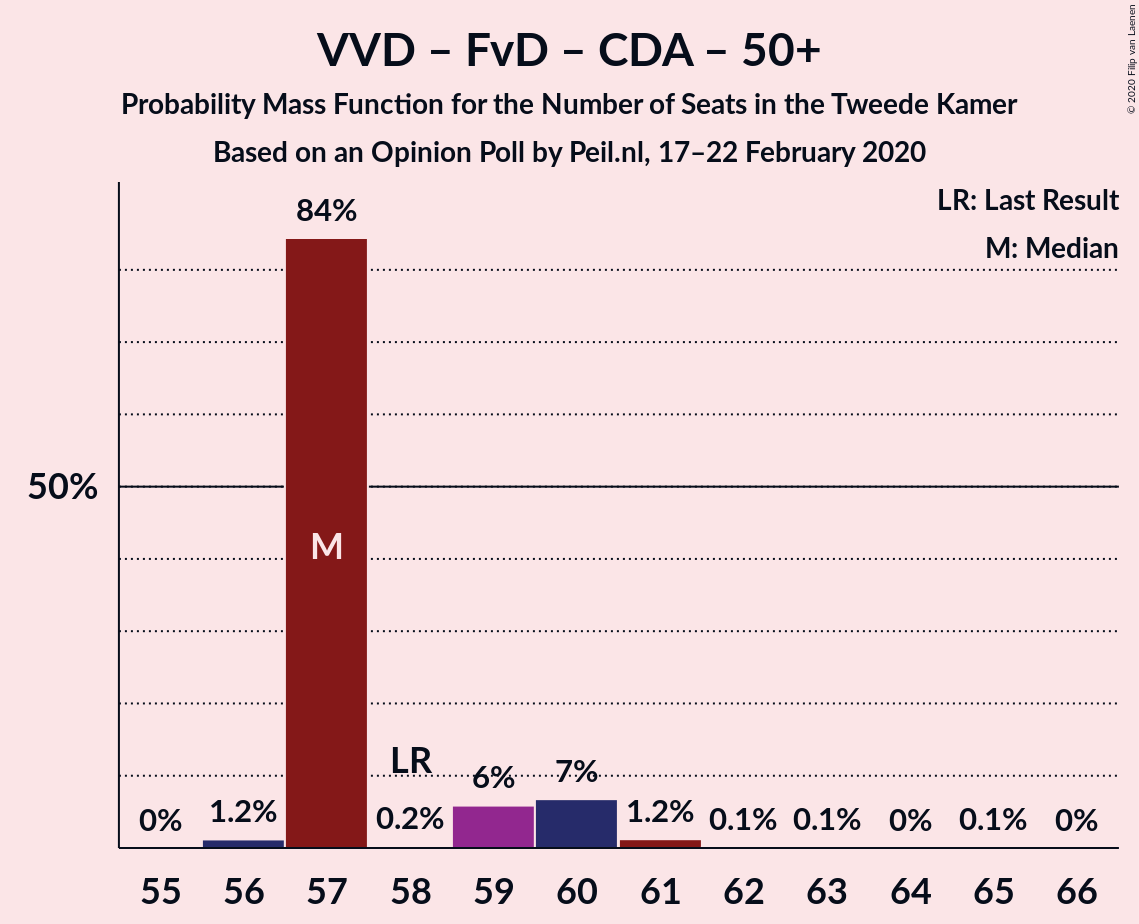 VVD – FvD – CDA – 50+
Probability Mass Function for the Number of Seats in the Tweede Kamer
Based on an Opinion Poll by Peil.nl, 17–22 February 2020
© 2020 Filip van Laenen
LR: Last Result
M: Median
84%
50%
M
LR
0% 1.2% 0.2% 6% 7% 1.2% 0.1% 0.1% 0% 0.1% 0%
55 56 57 58 59 60 61 62 63 64 65 66